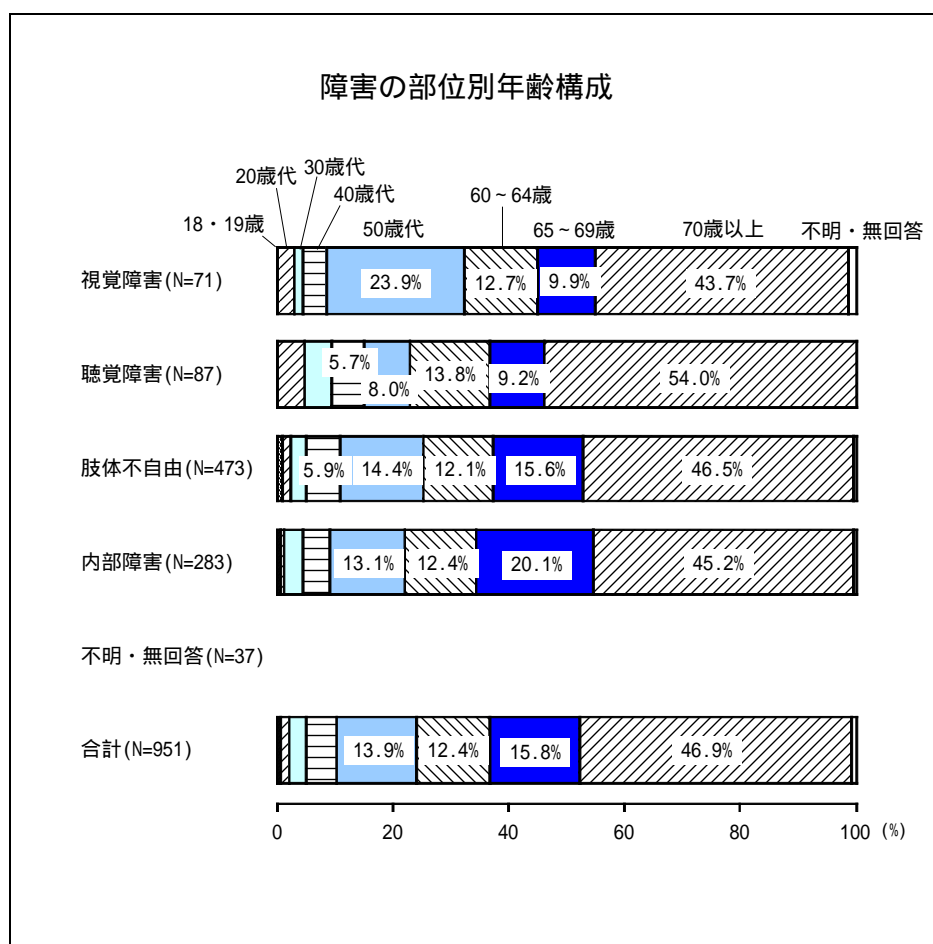 障害の部位別年齢構成
30歳代
20歳代
40歳代
60~64歳
18・19歳
50歳代
65~69歳
70歳以上
不明・無回答
視覚障害(N=71)
23.9%
12.7%
9.9%
43.7%
聴覚障害(N=87)
5.7%
8.0%
13.8%
9.2%
54.0%
肢体不自由(N=473)
5.9%
14.4%
12.1%
15.6%
46.5%
内部障害(N=283)
13.1%
12.4%
20.1%
45.2%
不明・無回答(N=37)
合計(N=951)
13.9%
12.4%
15.8%
46.9%
0 20 40 60 80 100 (%)